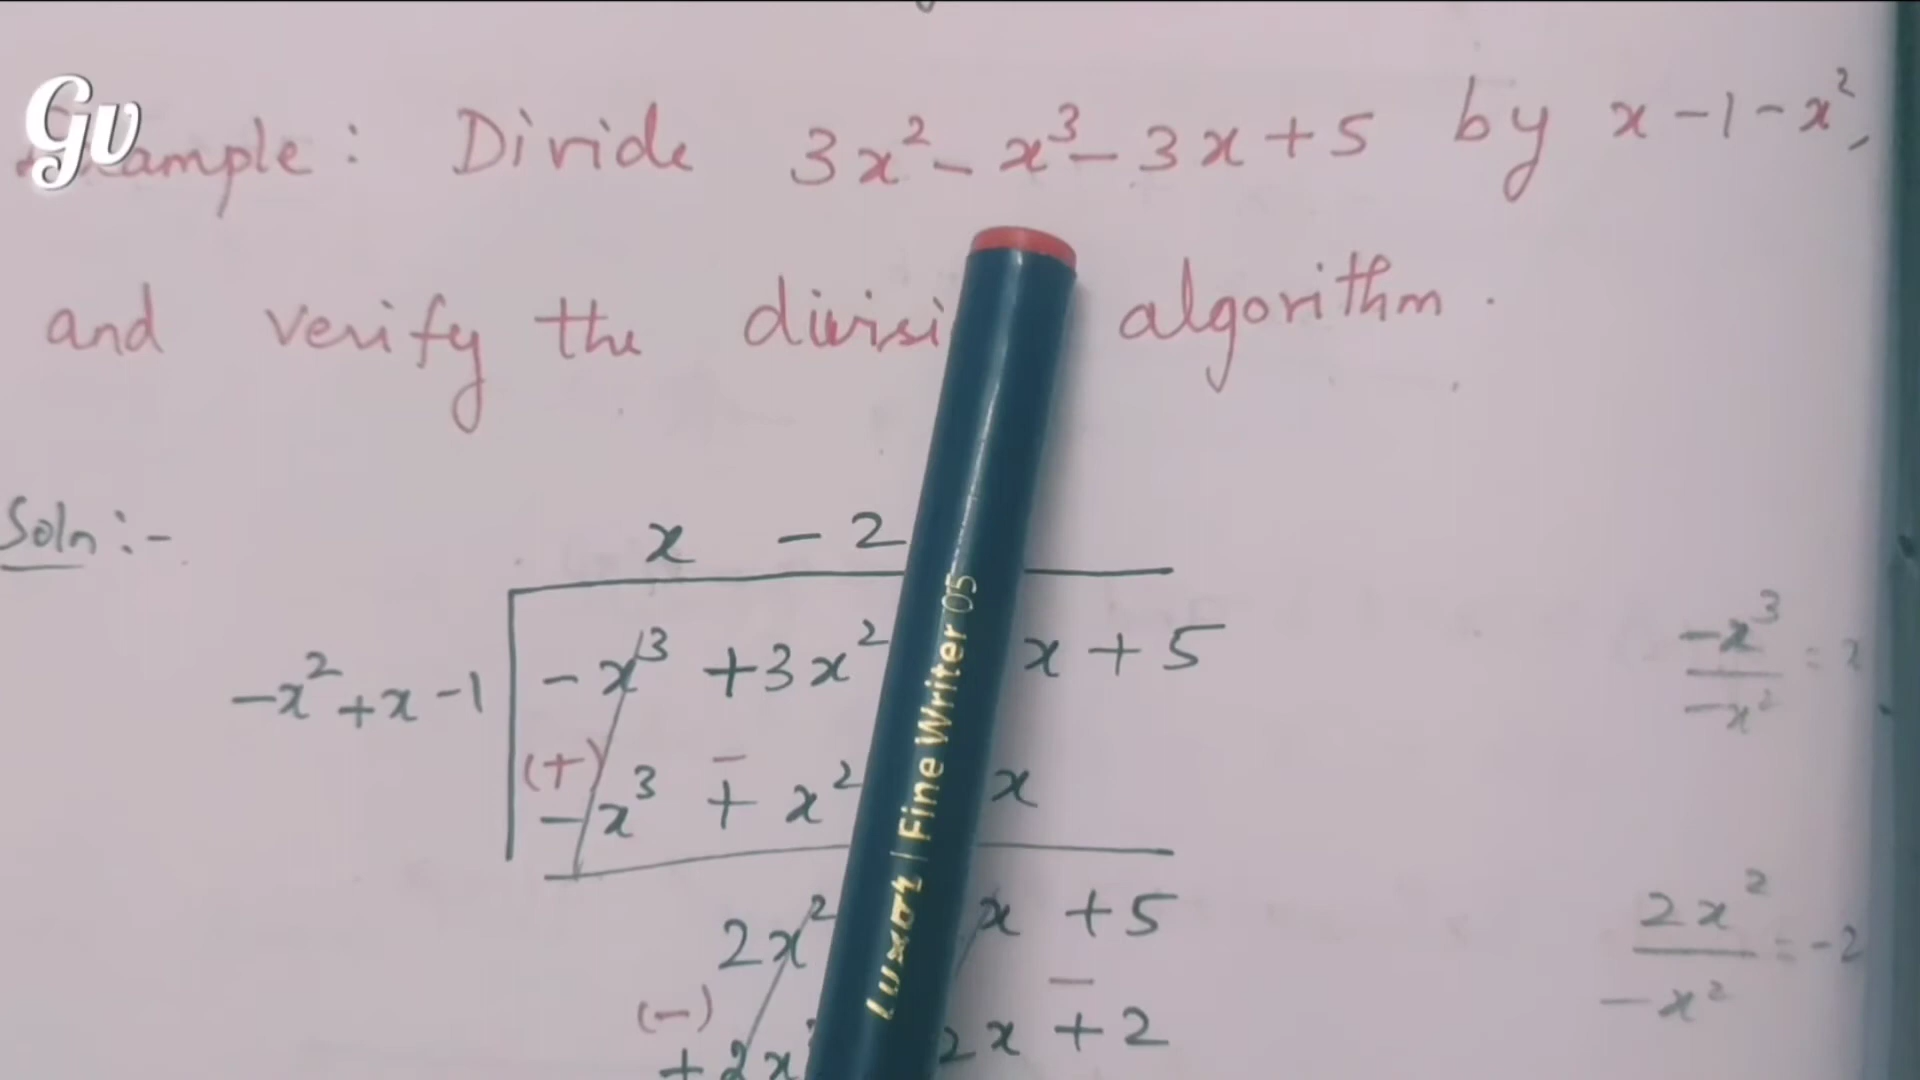 Gv
ample: Divide 3x² - x³ - 3x + 5 by x - 1 - x²,
and verify the divisi algorithm.
Soln :-
x - 2
-x² + x - 1 -x³ + 3x² x + 5
-x³
-x²
=
(+) -
-x³ + x² x
2x² x + 5
2x²
-x²
= -2
(-) -
+ 2x 2x + 2
Luxor | Fine Writer 05